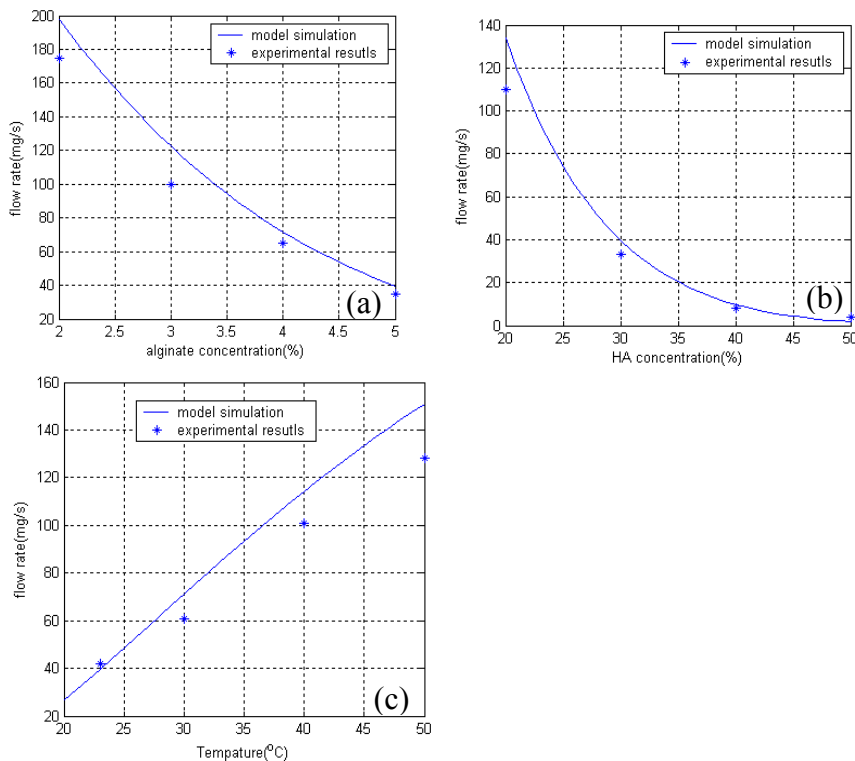 200
180
160
140
120
100
80
60
40
20
flow rate(mg/s)
model simulation
experimental resutls
(a)
2 2.5 3 3.5 4 4.5 5
alginate concentration(%)
140
120
100
80
60
40
20
0
flow rate(mg/s)
model simulation
experimental resutls
(b)
20 25 30 35 40 45 50
HA concentration(%)
160
140
120
100
80
60
40
20
flow rate(mg/s)
model simulation
experimental resutls
(c)
20 25 30 35 40 45 50
Tempature(°C)